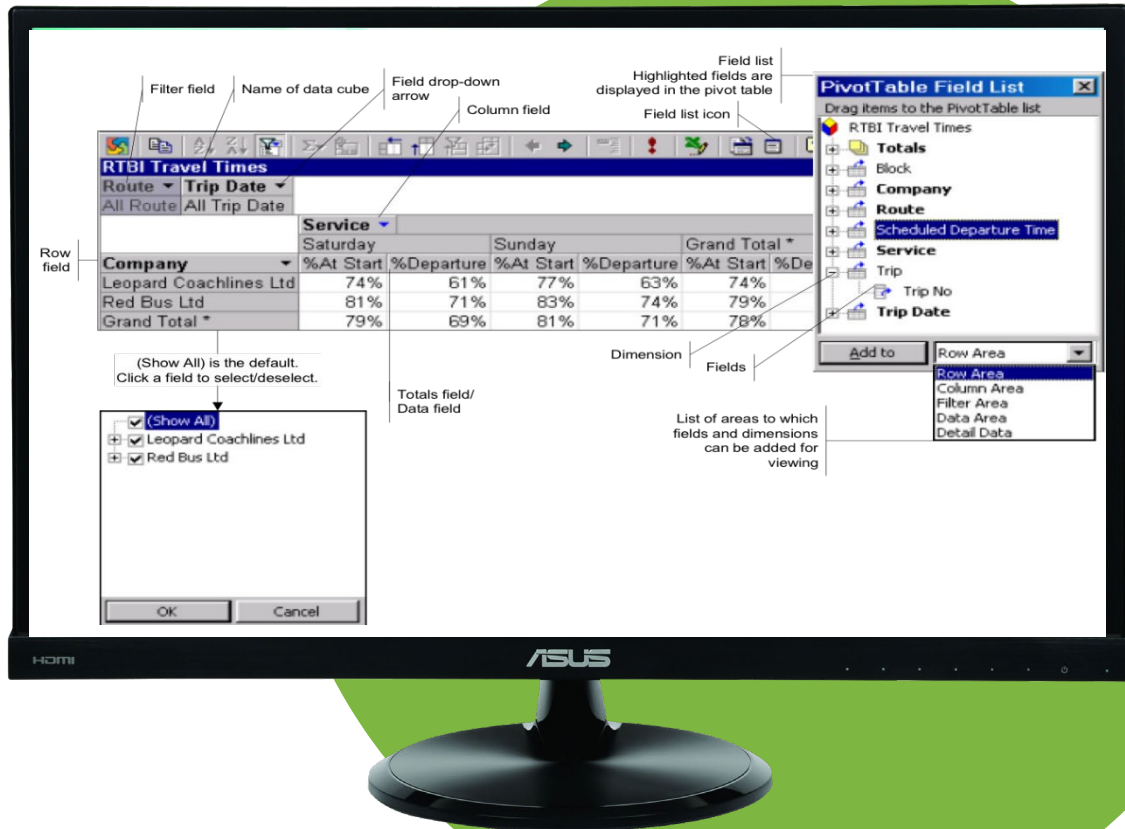 Field list
Highlighted fields are
displayed in the pivot table
Filter field
Name of data cube
Field drop-down
arrow
Column field
Field list icon
PivotTable Field List
Drag items to the PivotTable list
RTBI Travel Times
Totals
Block
Company
Route
Scheduled Departure Time
Service
Trip
Trip No
Trip Date
Add to
Row Area
Row Area
Column Area
Filter Area
Data Area
Detail Data
RTBI Travel Times
Route Trip Date
All Route All Trip Date
Service
Saturday Sunday Grand Total *
Row
field
Company %At Start %Departure %At Start %Departure %At Start %De
Leopard Coachlines Ltd 74% 61% 77% 63% 74%
Red Bus Ltd 81% 71% 83% 74% 79%
Grand Total * 79% 69% 81% 71% 78%
(Show All) is the default.
Click a field to select/deselect.
Totals field/
Data field
Dimension
Fields
List of areas to which
fields and dimensions
can be added for
viewing
(Show All)
Leopard Coachlines Ltd
Red Bus Ltd
OK Cancel
HDMI
ASUS